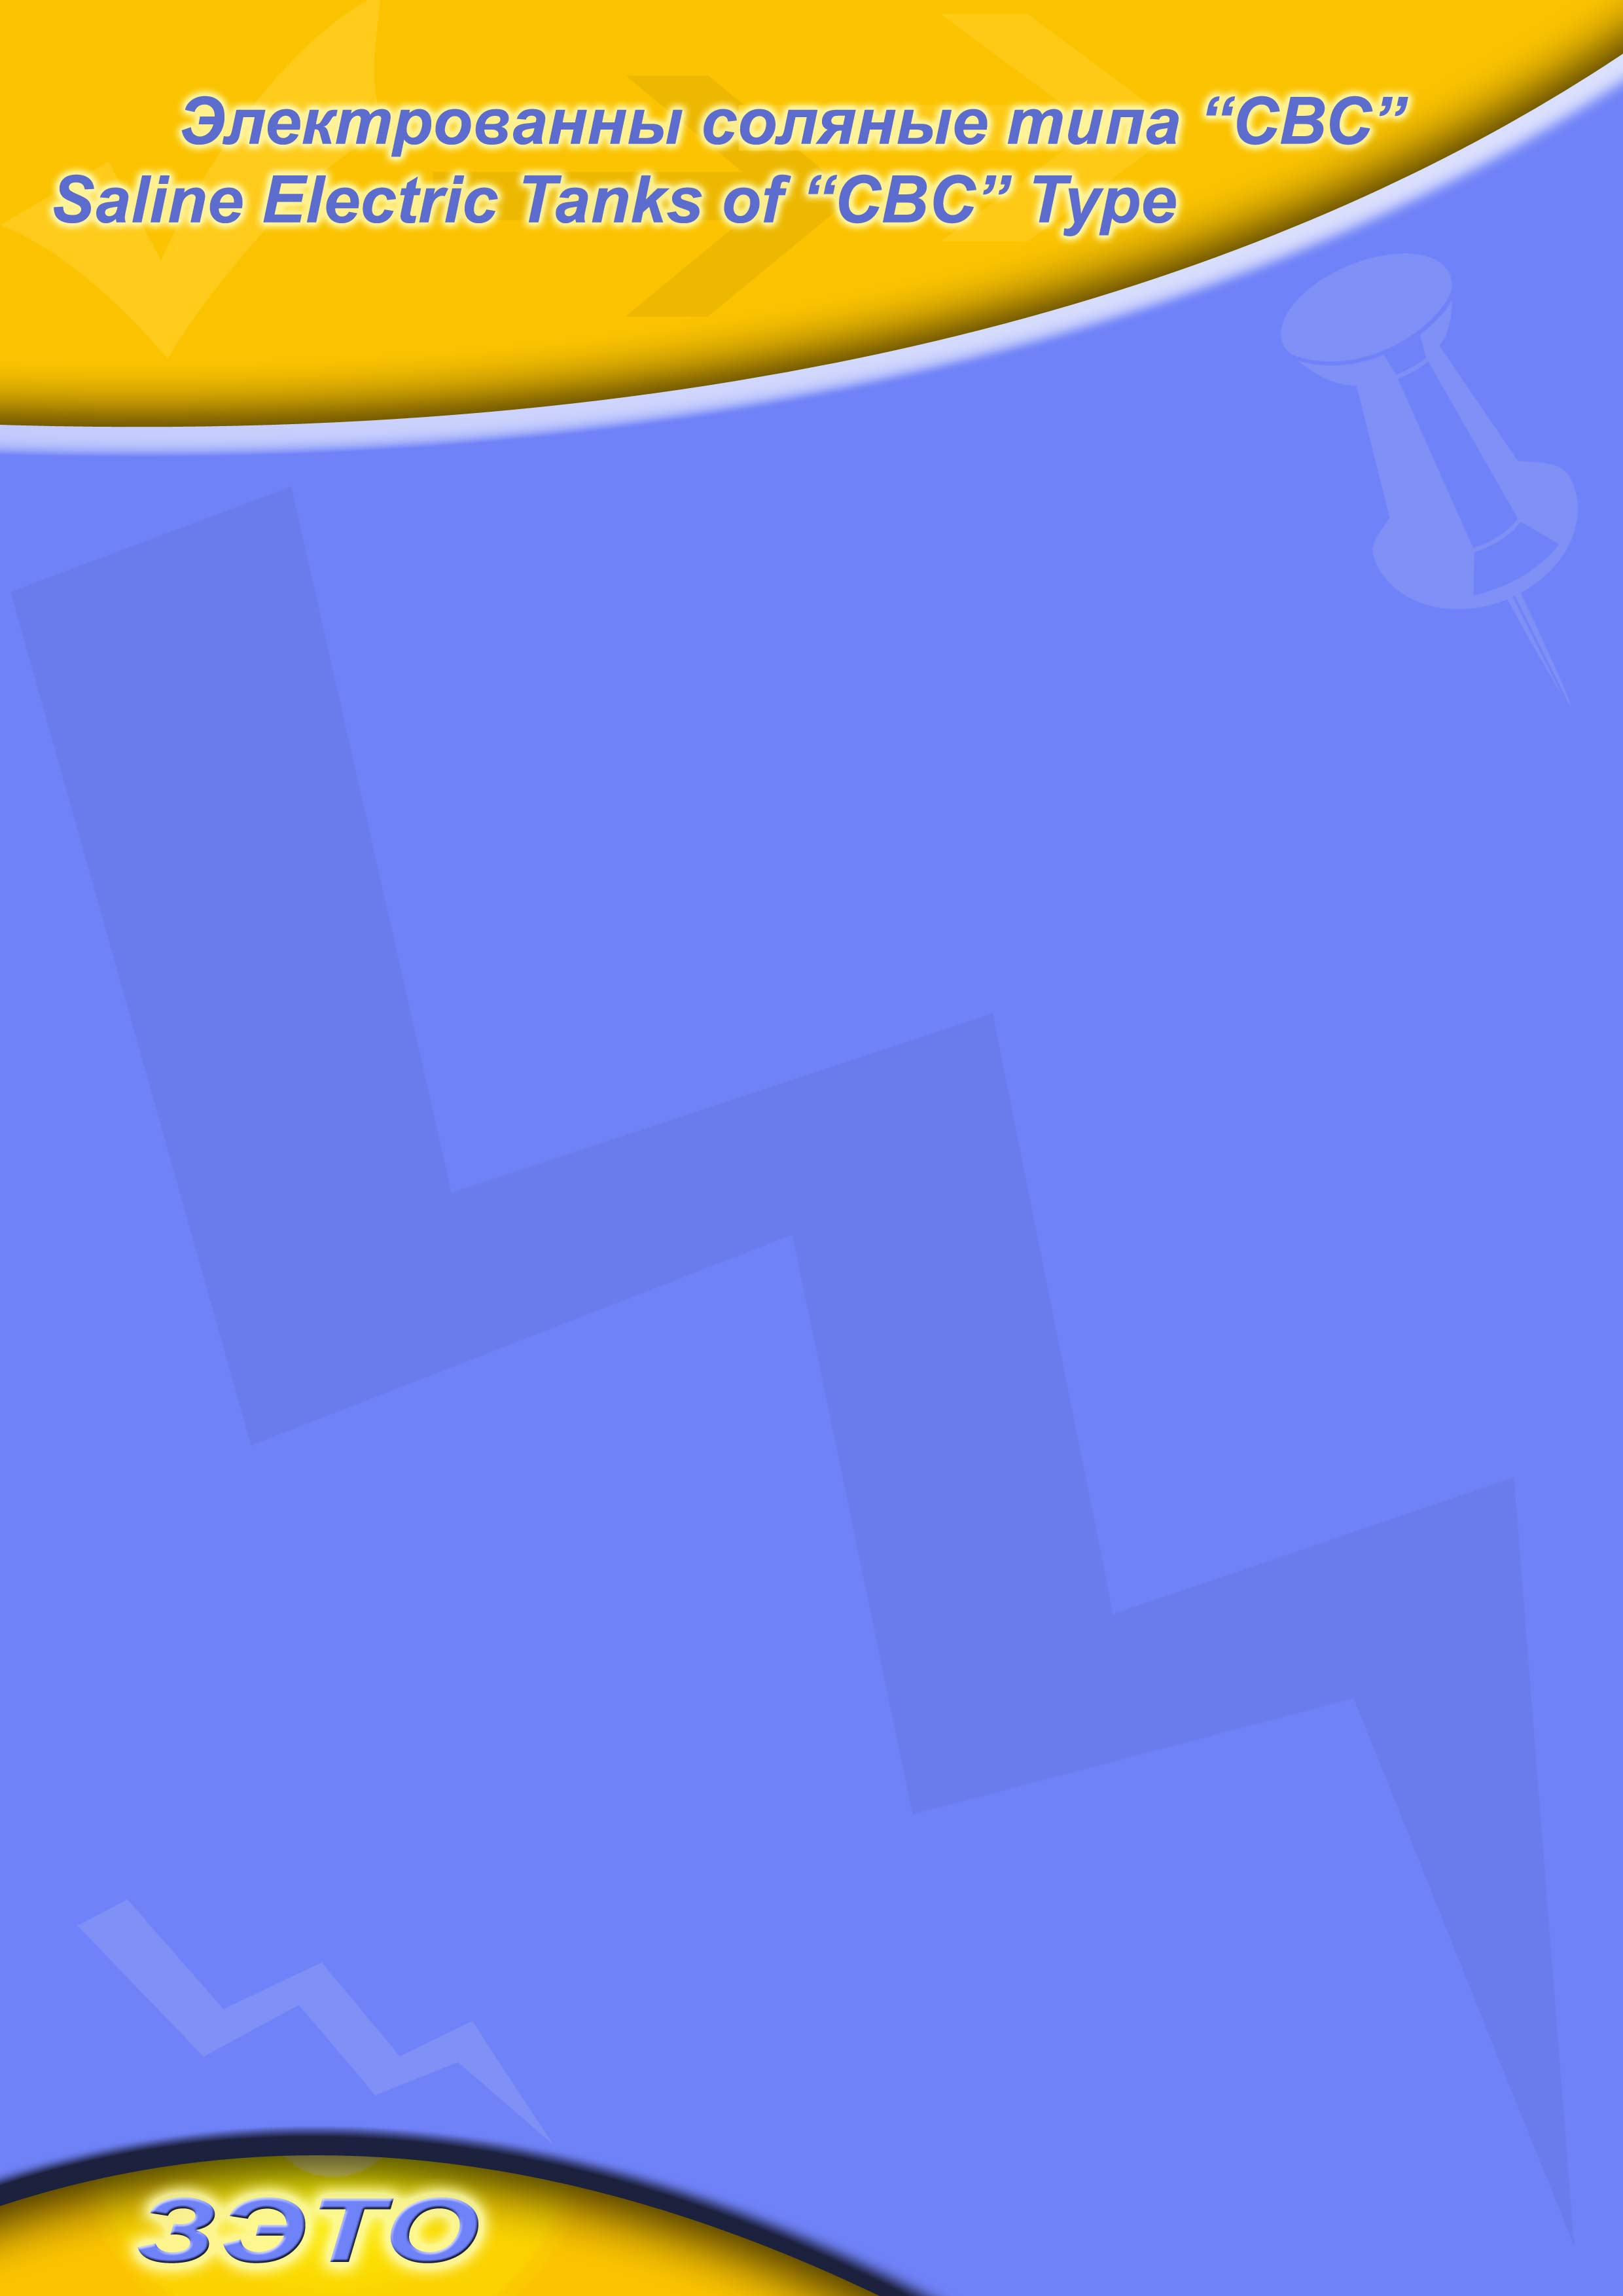 Электрованны соляные типа “СВС”
Saline Electric Tanks of “CBC” Type
ЗЭТО